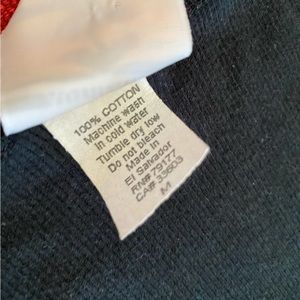 100% COTTON
Machine wash
in cold water
Tumble dry low
Do not bleach
Made in
El Salvador
RN# 79177
CA# 33603
M